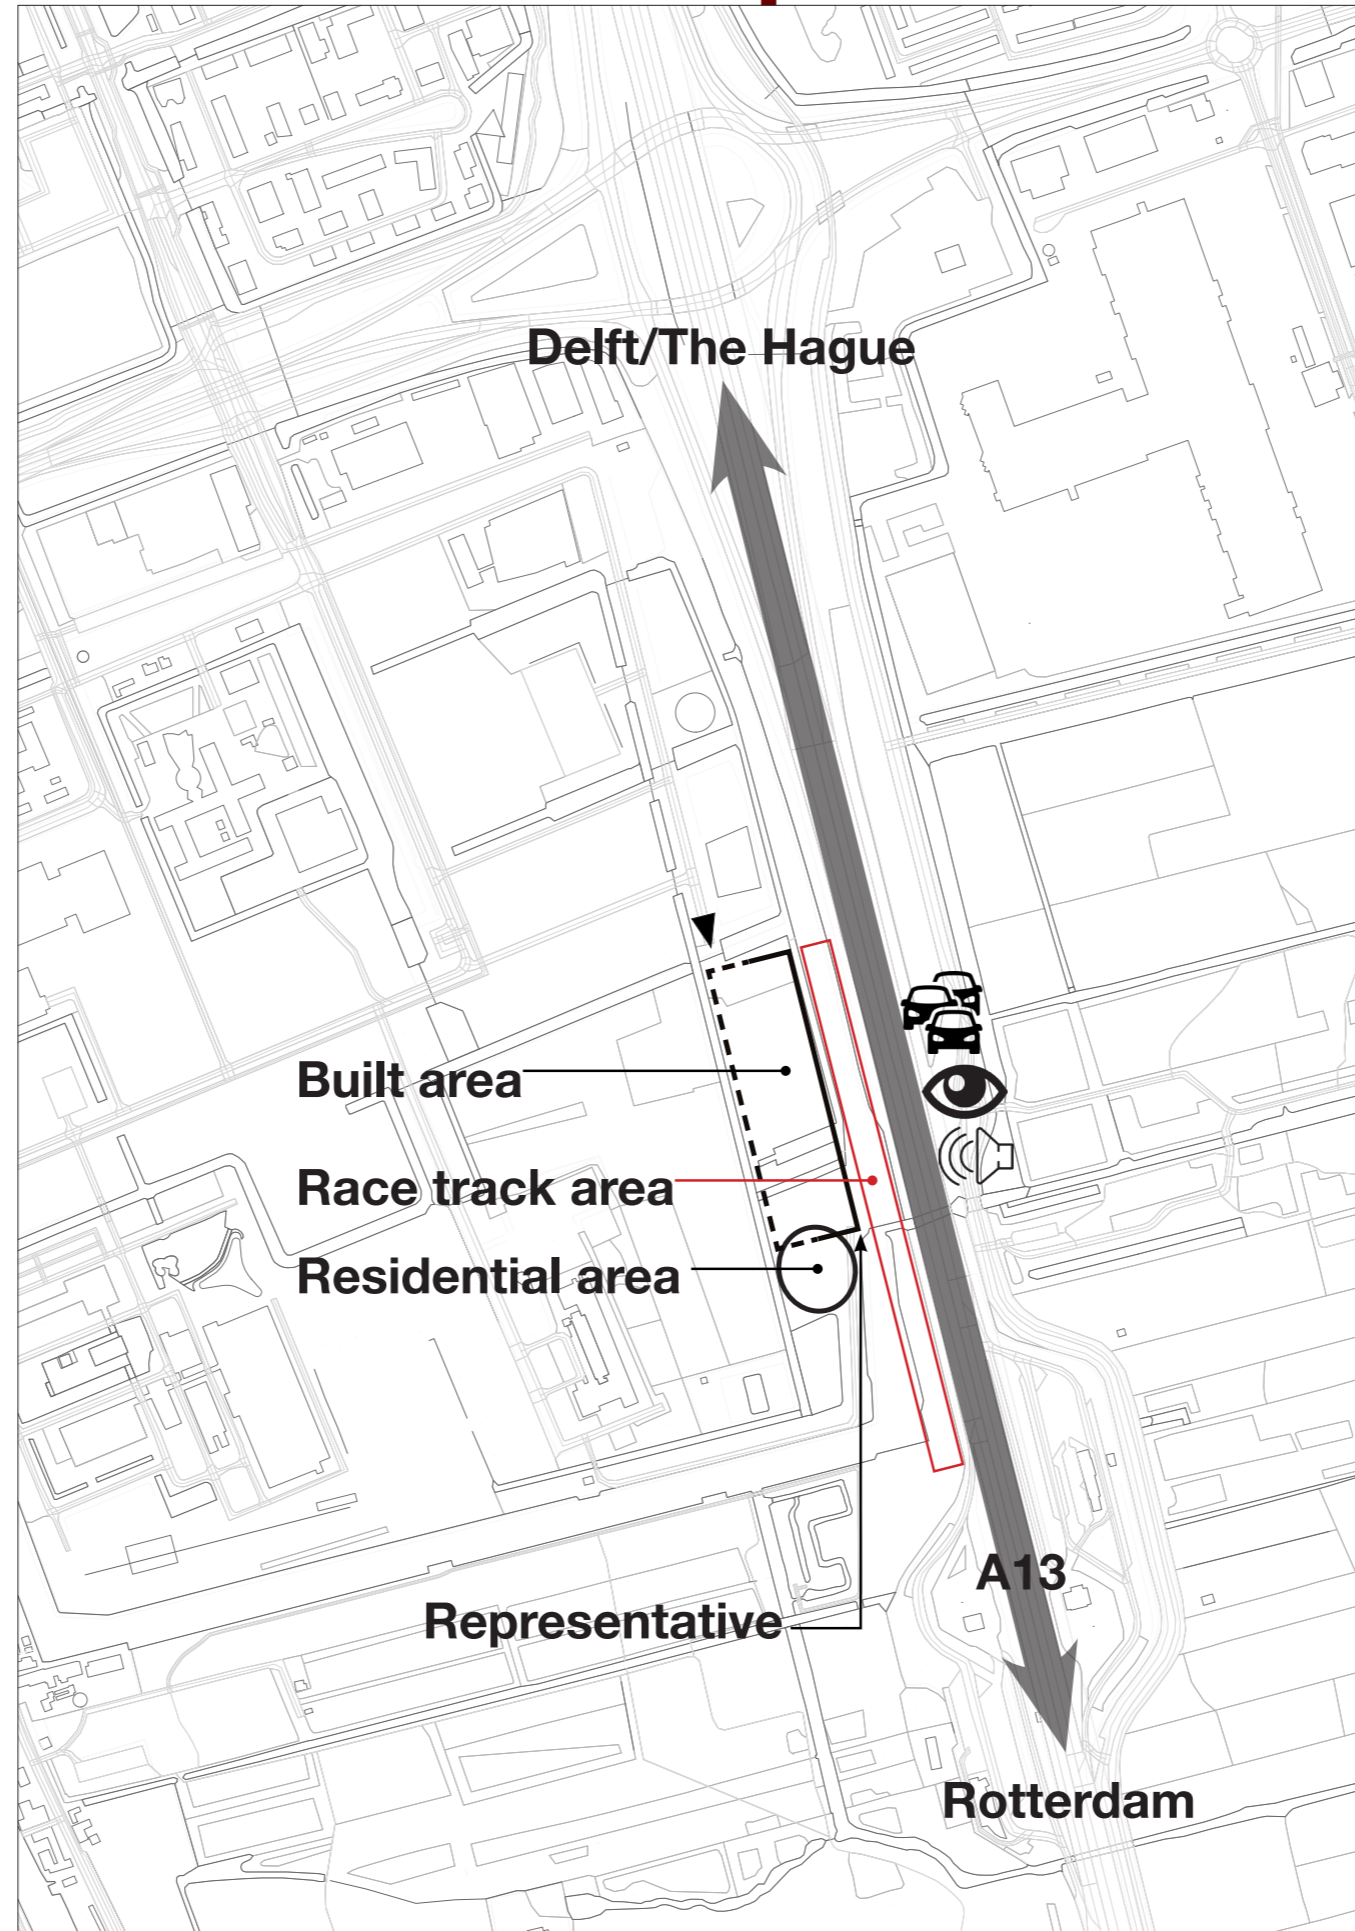 Delft/The Hague
Built area
Race track area
Residential area
A13
Representative
Rotterdam